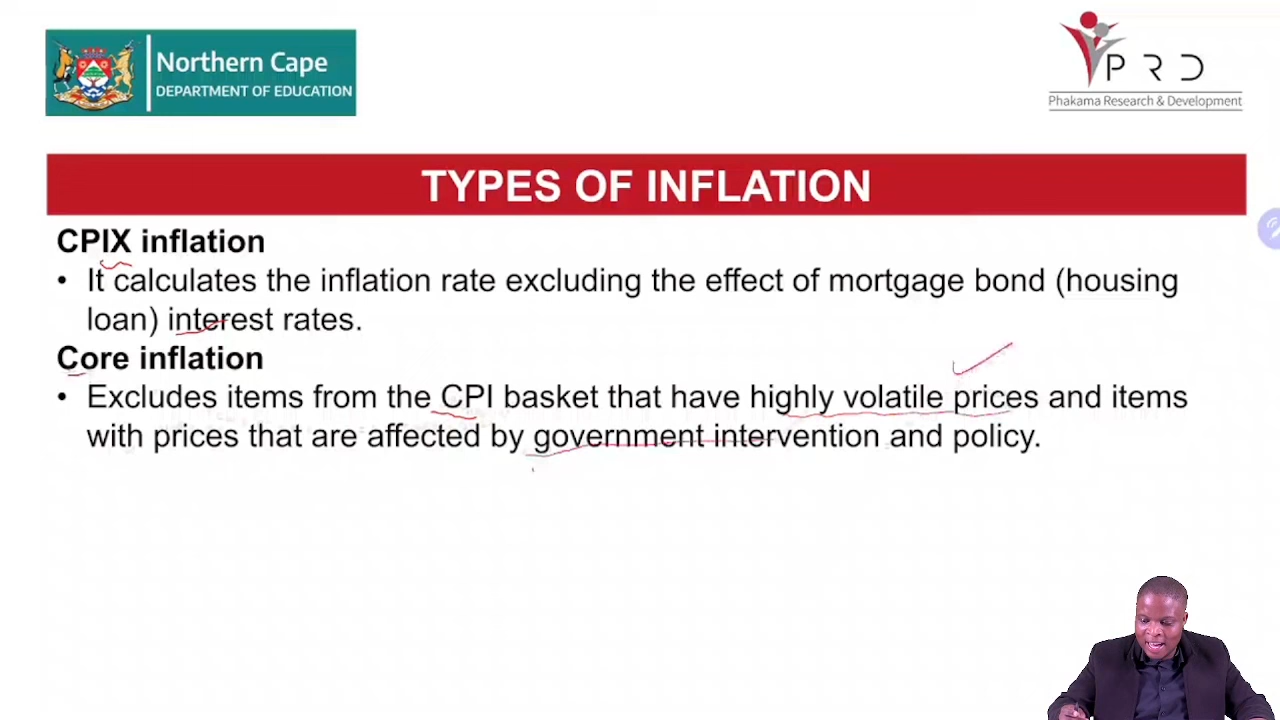 Northern Cape
DEPARTMENT OF EDUCATION
PRD
Phakama Research & Development
TYPES OF INFLATION
CPIX inflation
• It calculates the inflation rate excluding the effect of mortgage bond (housing
loan) interest rates.
Core inflation
• Excludes items from the CPI basket that have highly volatile prices and items
with prices that are affected by government intervention and policy.